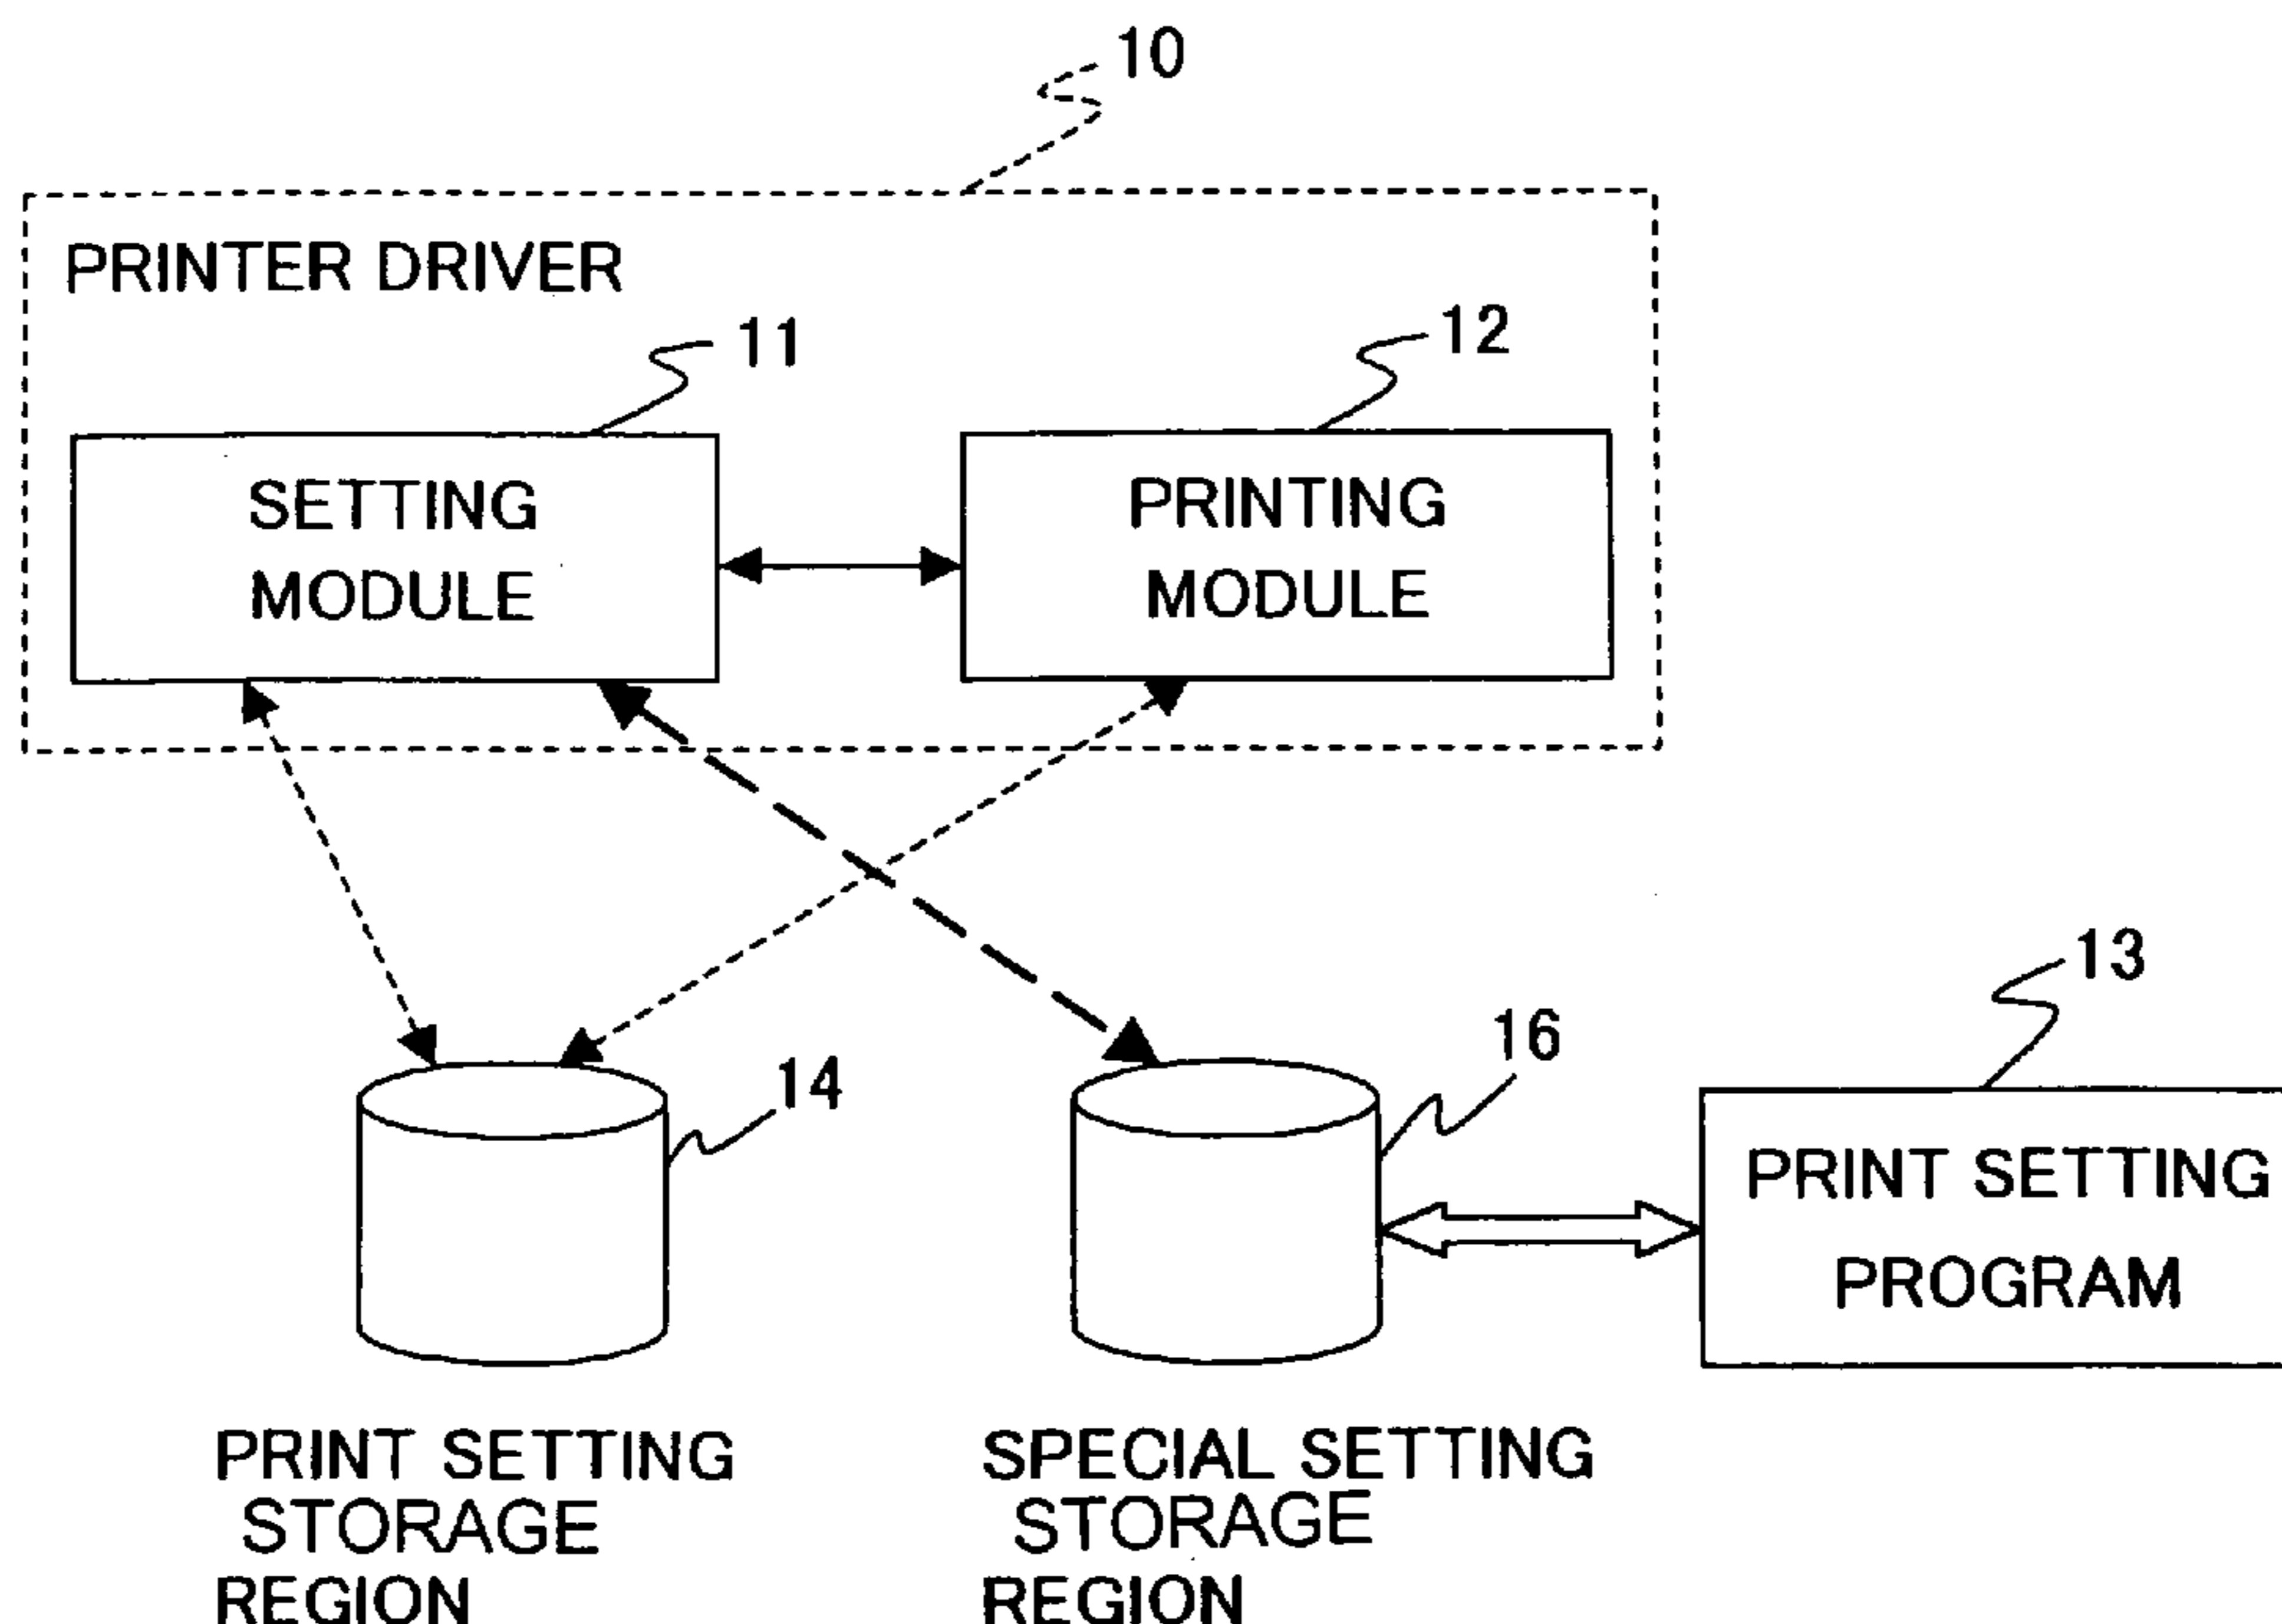 10
PRINTER DRIVER
11
12
SETTING
MODULE
PRINTING
MODULE
13
16
14
PRINT SETTING
PROGRAM
PRINT SETTING
STORAGE
REGION
SPECIAL SETTING
STORAGE
REGION